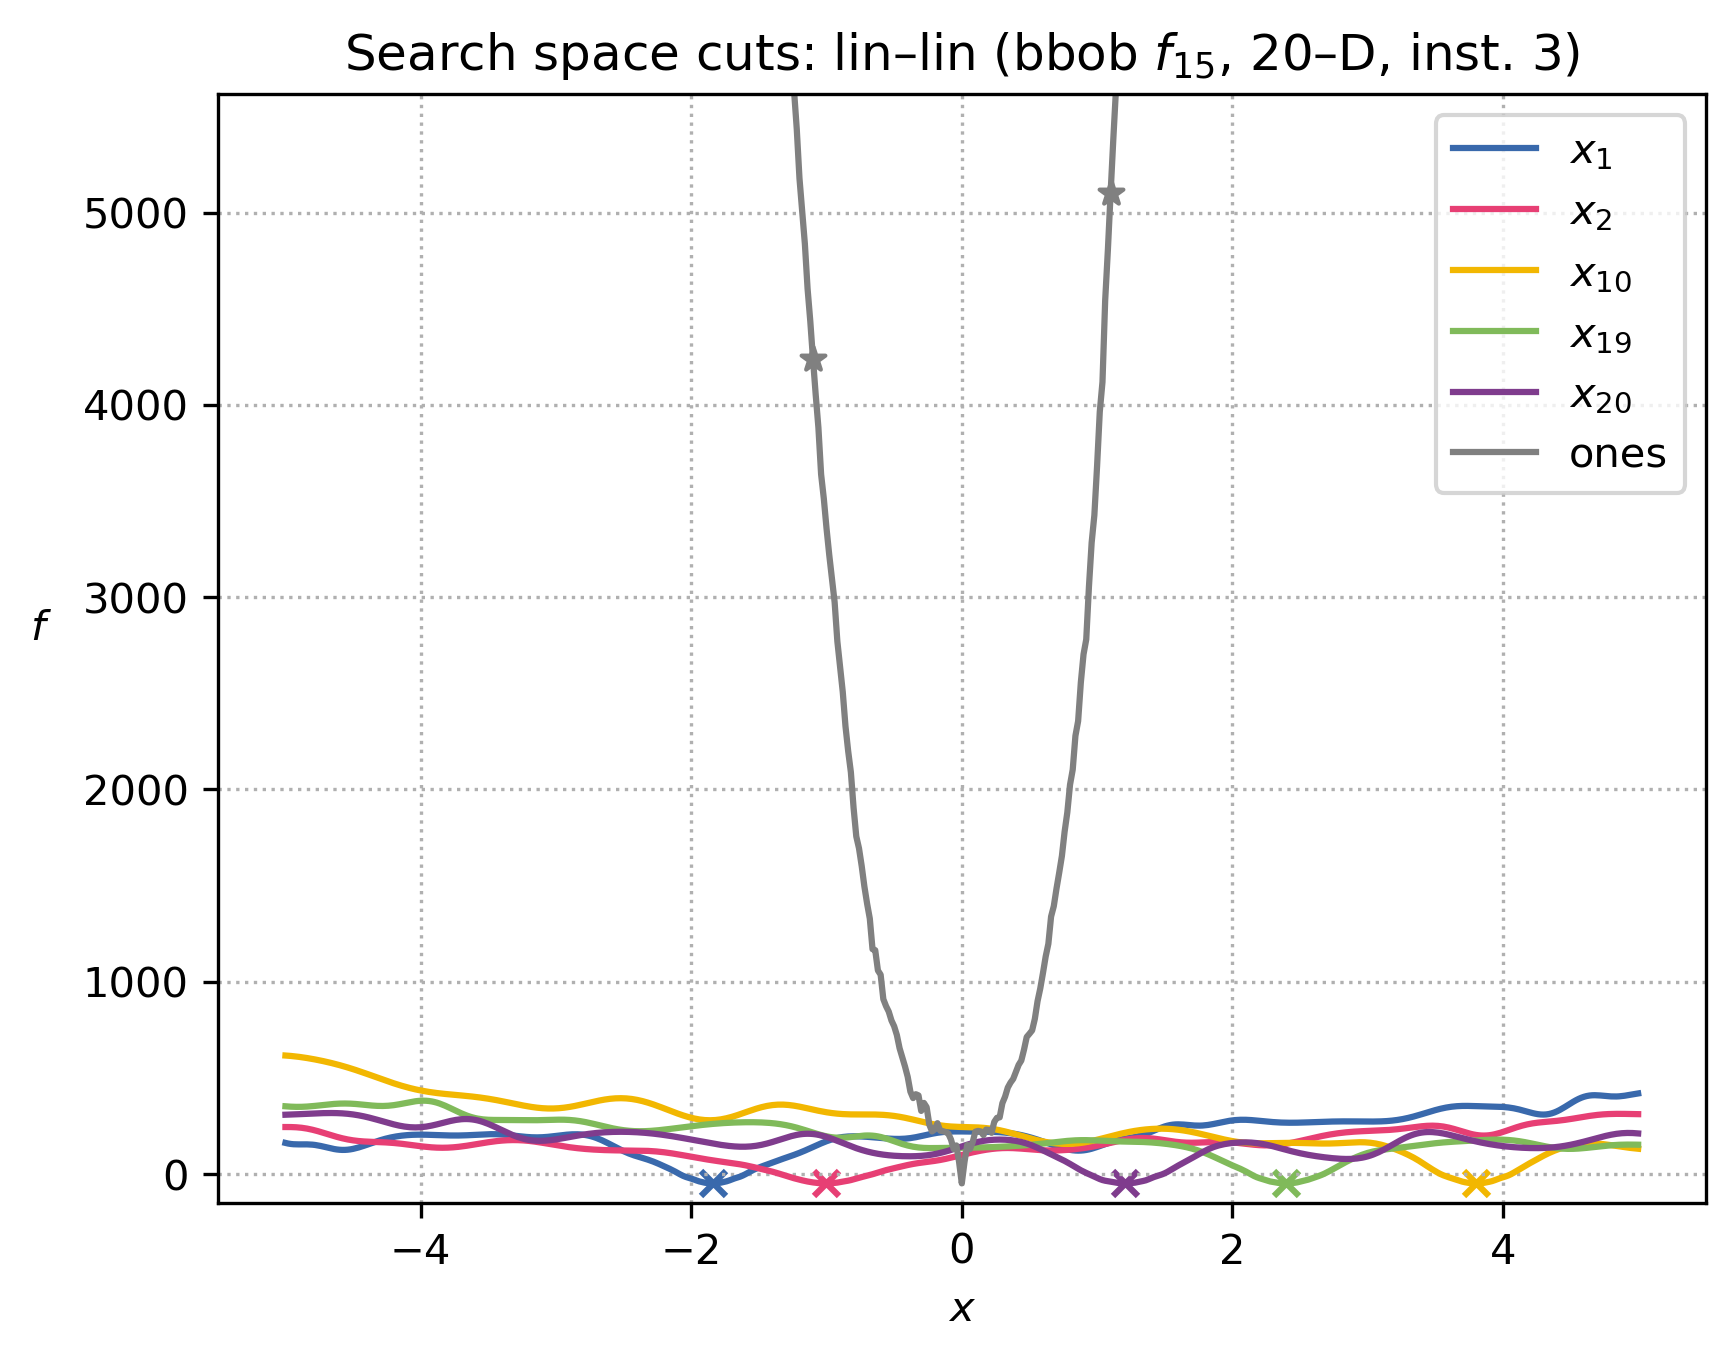 Search space cuts: lin–lin (bbob f15, 20–D, inst. 3)
x1
x2
x10
x19
x20
ones
5000
4000
3000
2000
1000
0
f
−4 −2 0 2 4
x